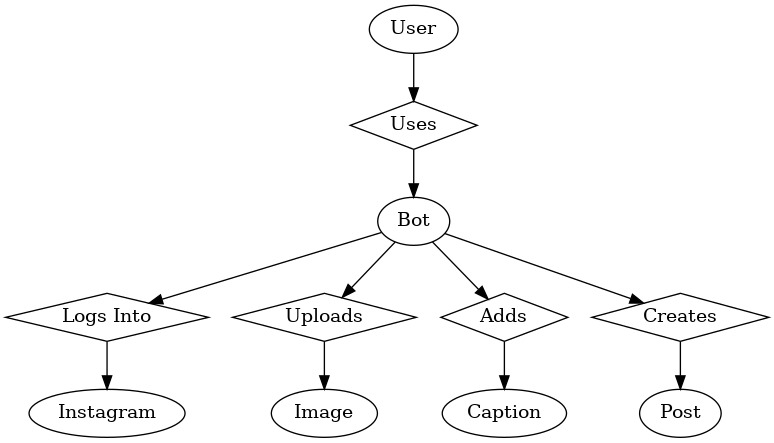 User
Uses
Bot
Logs Into
Uploads
Adds
Creates
Instagram
Image
Caption
Post